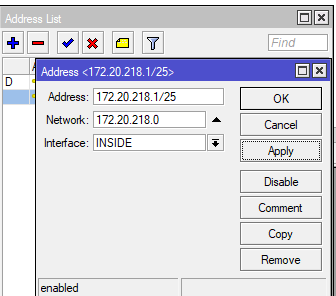 Address List
Find
D
Address <172.20.218.1/25>
Address: 172.20.218.1/25
OK
Network: 172.20.218.0
Cancel
Interface: INSIDE
Apply
Disable
Comment
Copy
Remove
enabled